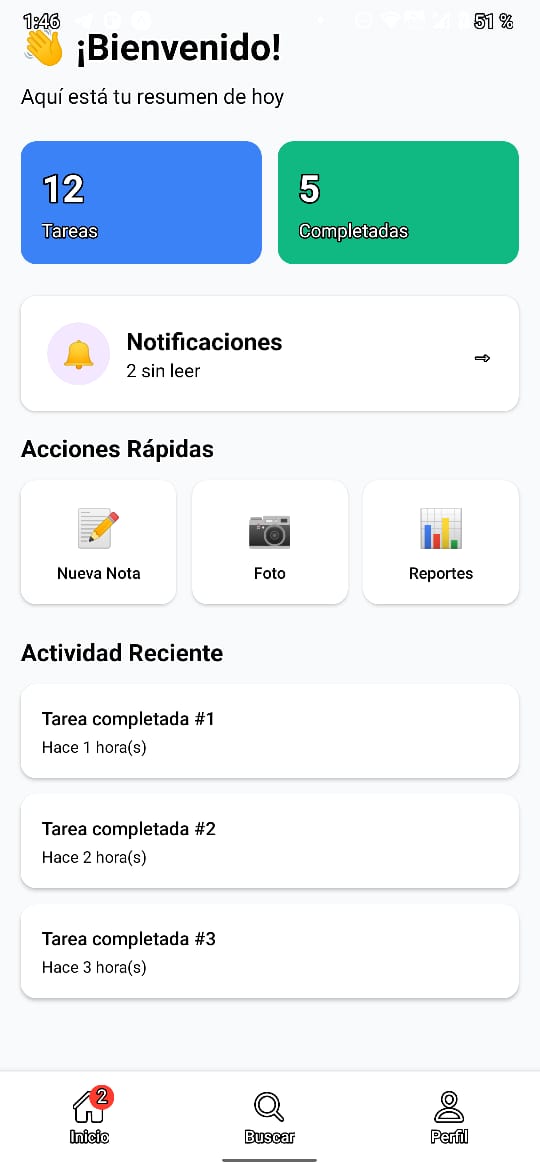 1:46
51 %
👋 ¡Bienvenido!
Aquí está tu resumen de hoy
12
Tareas
5
Completadas
Notificaciones
2 sin leer
⇒
Acciones Rápidas
Nueva Nota
Foto
Reportes
Actividad Reciente
Tarea completada #1
Hace 1 hora(s)
Tarea completada #2
Hace 2 hora(s)
Tarea completada #3
Hace 3 hora(s)
2
Inicio
Buscar
Perfil